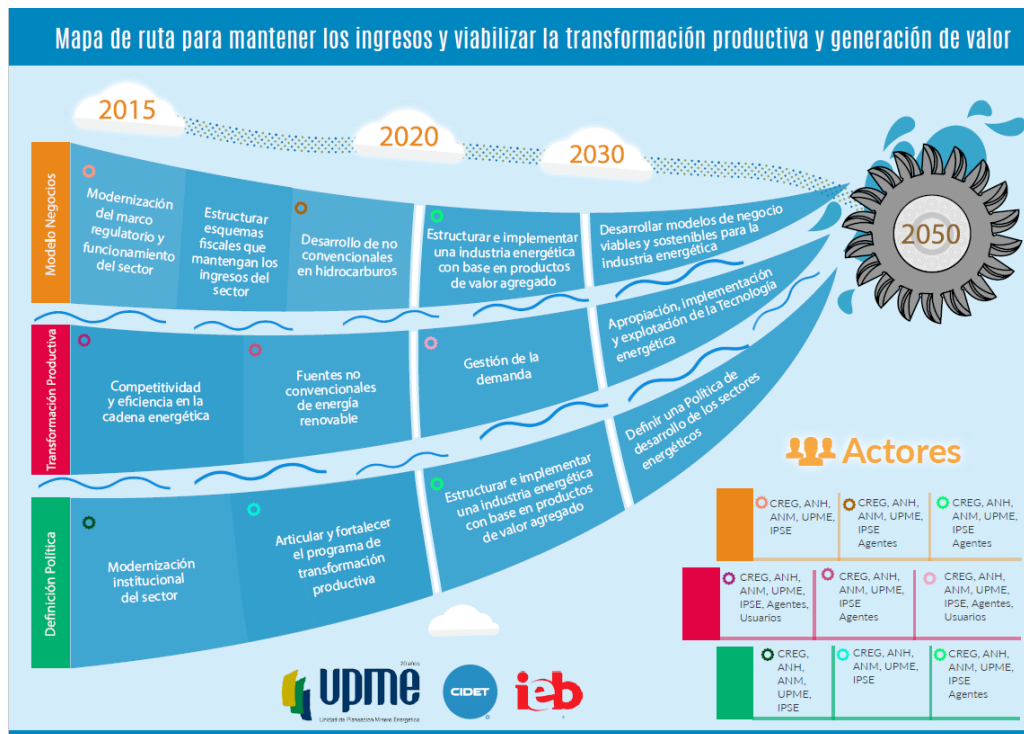 Mapa de ruta para mantener los ingresos y viabilizar la transformación productiva y generación de valor
2015
2020
2030
2050
Modelo Negocios
Modernización
del marco
regulatorio y
funcionamiento
del sector
Estructurar
esquemas
fiscales que
mantengan los
ingresos del
sector
Desarrollo de no
convencionales
en hidrocarburos
Estructurar e implementar
una industria energética
con base en productos
de valor agregado
Desarrollar modelos de negocio
viables y sostenibles para la
industria energética
Transformación Productiva
Competitividad
y eficiencia en la
cadena energética
Fuentes no
convencionales
de energía
renovable
Gestión de la
demanda
Apropiación, implementación
y explotación de la Tecnología
energética
Definición Política
Modernización
institucional
del sector
Articular y fortalecer
el programa de
transformación
productiva
Estructurar e implementar
una industria energética
con base en productos
de valor agregado
Definir una Política de
desarrollo de los sectores
energéticos
Actores
CREG, ANH,
ANM, UPME,
IPSE
CREG, ANH,
ANM, UPME,
IPSE
Agentes
CREG, ANH,
ANM, UPME,
IPSE
Agentes
CREG, ANH,
ANM, UPME,
IPSE, Agentes,
Usuarios
CREG, ANH,
ANM, UPME,
IPSE
Agentes
CREG, ANH,
ANM, UPME,
IPSE, Agentes,
Usuarios
CREG,
ANH,
ANM,
UPME,
IPSE
CREG, ANH,
ANM, UPME,
IPSE
CREG, ANH,
ANM, UPME,
IPSE
Agentes
20 años
upme
Unidad de Planeación Minero Energética
CIDET
ieb